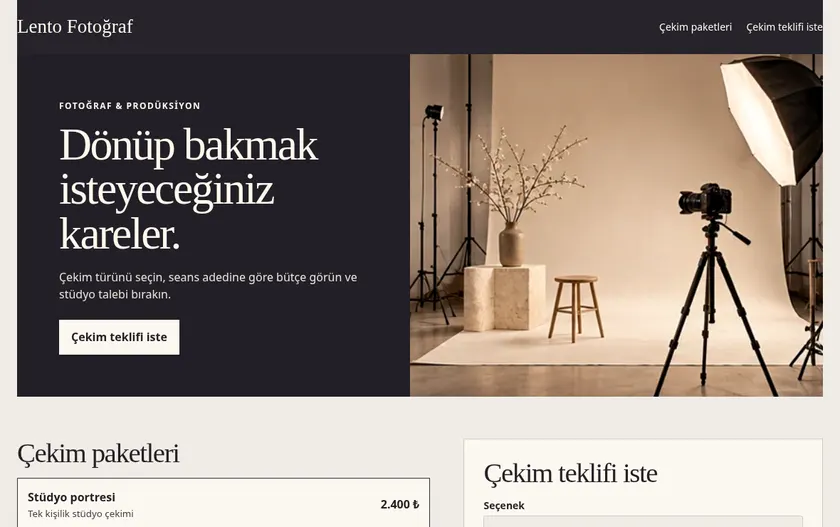 Lento Fotoğraf
Çekim paketleri
Çekim teklifi iste
FOTOĞRAF & PRODÜKSİYON
Dönüp bakmak
isteyeceğiniz
kareler.
Çekim türünü seçin, seans adedine göre bütçe görün ve
stüdyo talebi bırakın.
Çekim teklifi iste
Çekim paketleri
Stüdyo portresi
Tek kişilik stüdyo çekimi
2.400 ₺
Çekim teklifi iste
Seçenek